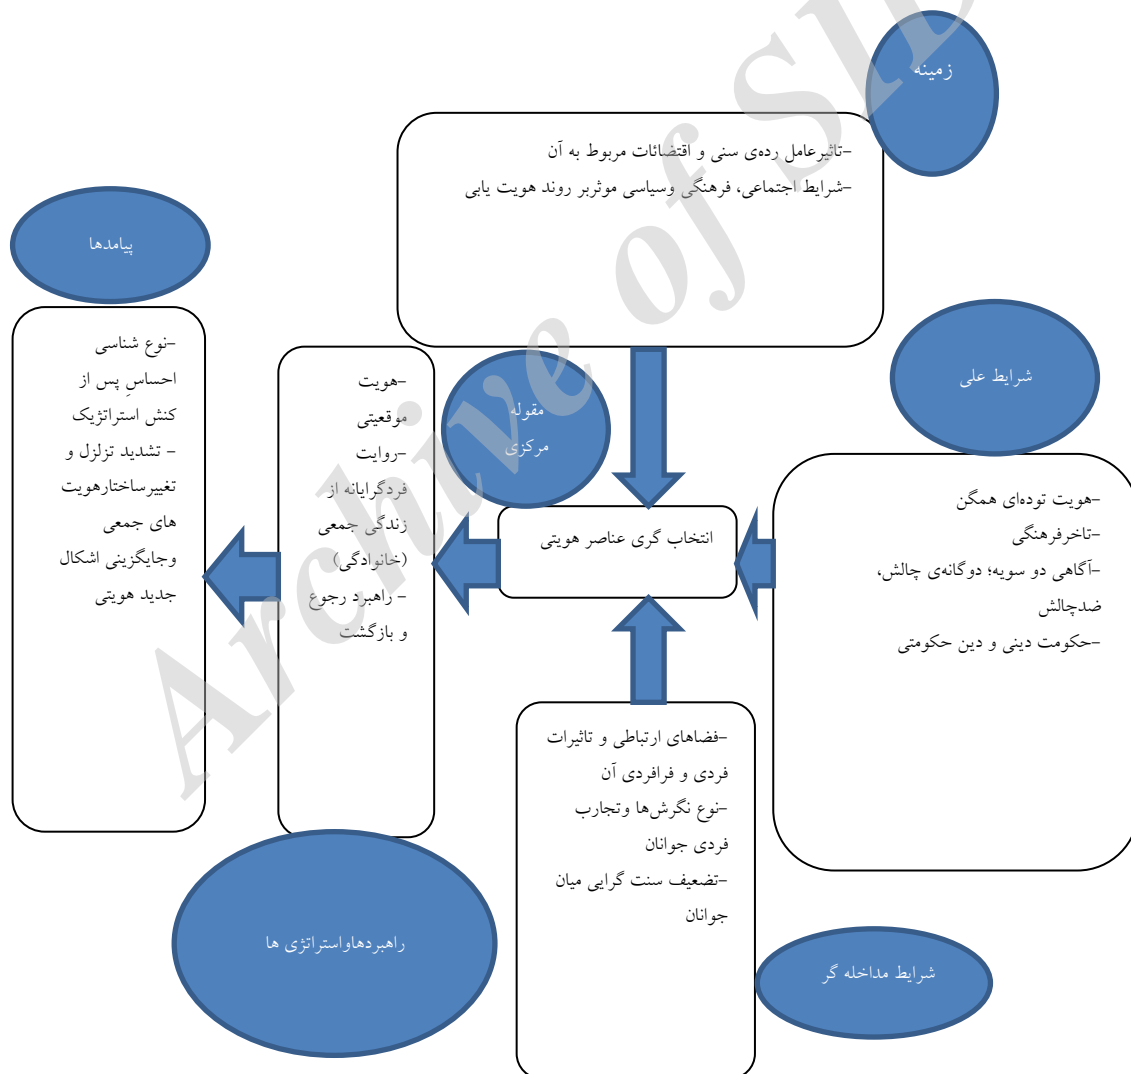 زمینه
-تاثیرعامل رده‌ی سنی و اقتضائات مربوط به آن
-شرایط اجتماعی، فرهنگی وسیاسی موثربر روند هویت یابی
شرایط علی
-هویت توده‌ای همگن
-تاخرفرهنگی
-آگاهی دو سویه؛ دوگانه‌ی چالش،
ضدچالش
-حکومت دینی و دین حکومتی
مقوله
مرکزی
انتخاب گری عناصر هویتی
شرایط مداخله گر
-فضاهای ارتباطی و تاثیرات
فردی و فرافردی آن
-نوع نگرش‌ها وتجارب
فردی جوانان
-تضعیف سنت گرایی میان
جوانان
-هویت
موقعیتی
-روایت
فردگرایانه از
زندگی جمعی
(خانوادگی)
- راهبرد رجوع
و بازگشت
راهبردهاواستراتژی ها
پیامدها
-نوع شناسی
احساسِ پس از
کنش استراتژیک
- تشدید تزلزل و
تغییرساختارهویت
های جمعی
وجایگزینی اشکال
جدید هویتی
Archive of SID